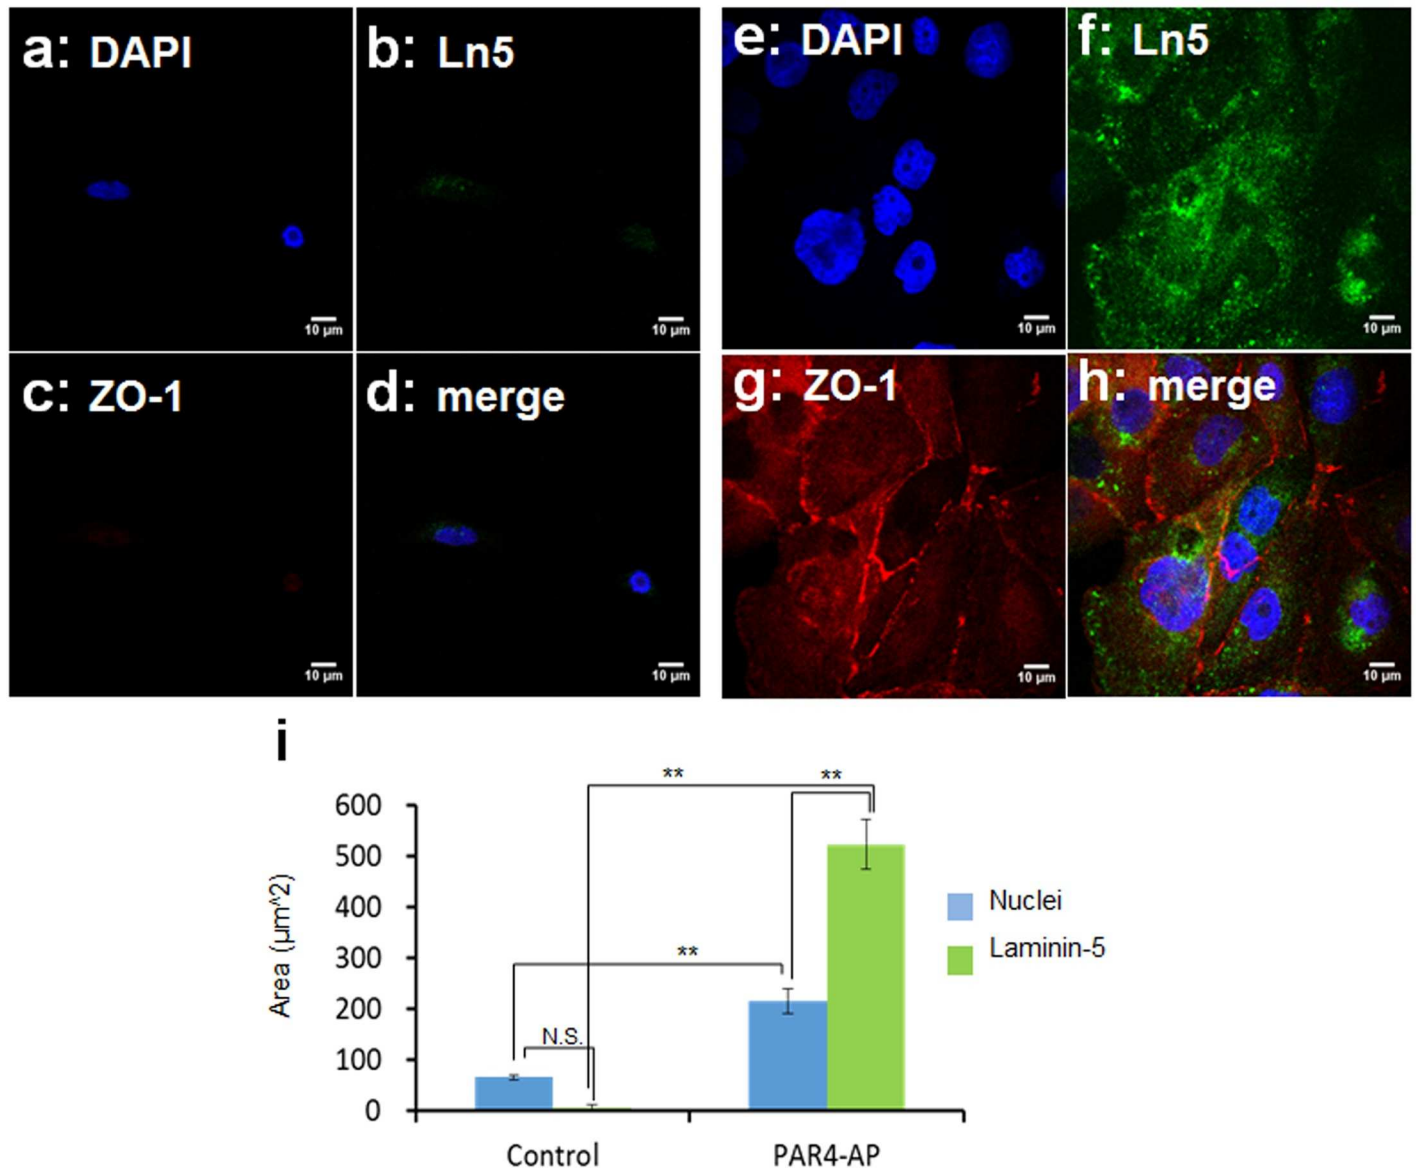 a: DAPI
b: Ln5
e: DAPI
f: Ln5
10 µm
10 µm
10 µm
10 µm
c: ZO-1
d: merge
g: ZO-1
h: merge
10 µm
10 µm
10 µm
10 µm
i
**
**
600
500
400
300
200
100
0
Area (µm^2)
**
N.S.
Nuclei
Laminin-5
Control
PAR4-AP